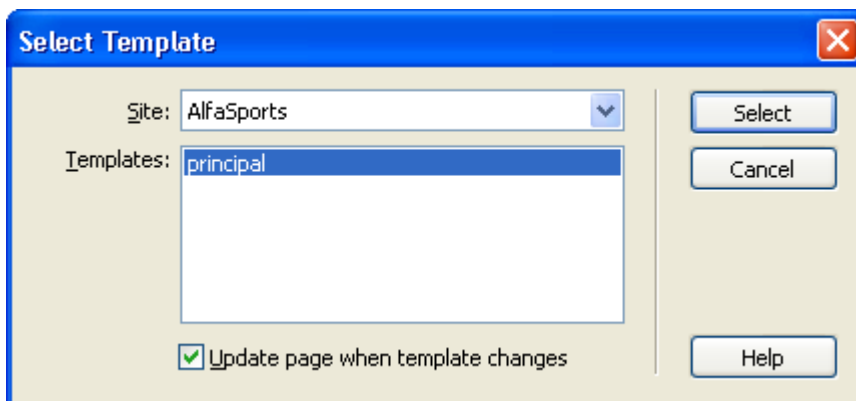 Select Template
Site: AlfaSports Select
Templates: principal Cancel
Update page when template changes Help